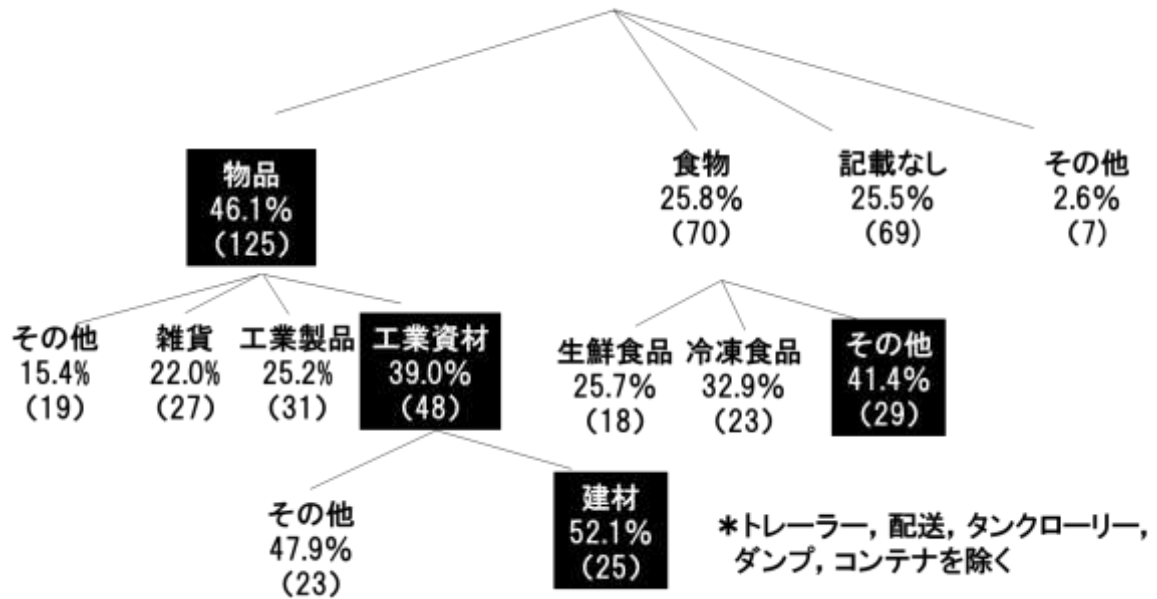 物品
46.1%
(125)
食物
25.8%
(70)
記載なし
25.5%
(69)
その他
2.6%
(7)
その他
15.4%
(19)
雑貨
22.0%
(27)
工業製品
25.2%
(31)
工業資材
39.0%
(48)
生鮮食品
25.7%
(18)
冷凍食品
32.9%
(23)
その他
41.4%
(29)
その他
47.9%
(23)
建材
52.1%
(25)
*トレーラー, 配送, タンクローリー,
ダンプ, コンテナを除く